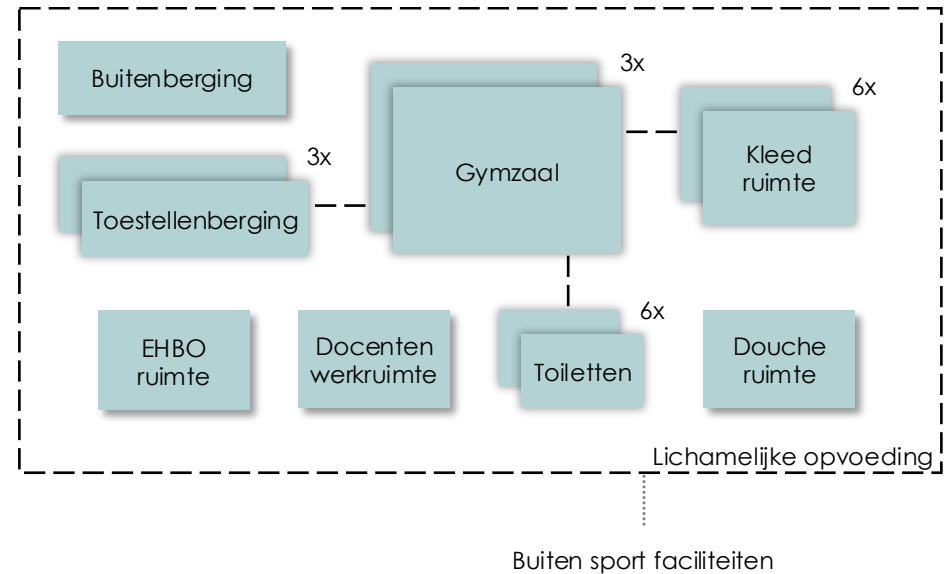 Buitenberging
3x
Gymzaal
6x
Kleed
ruimte
3x
Toestellenberging
EHBO
ruimte
Docenten
werkruimte
6x
Toiletten
Douche
ruimte
Lichamelijke opvoeding
Buiten sport faciliteiten